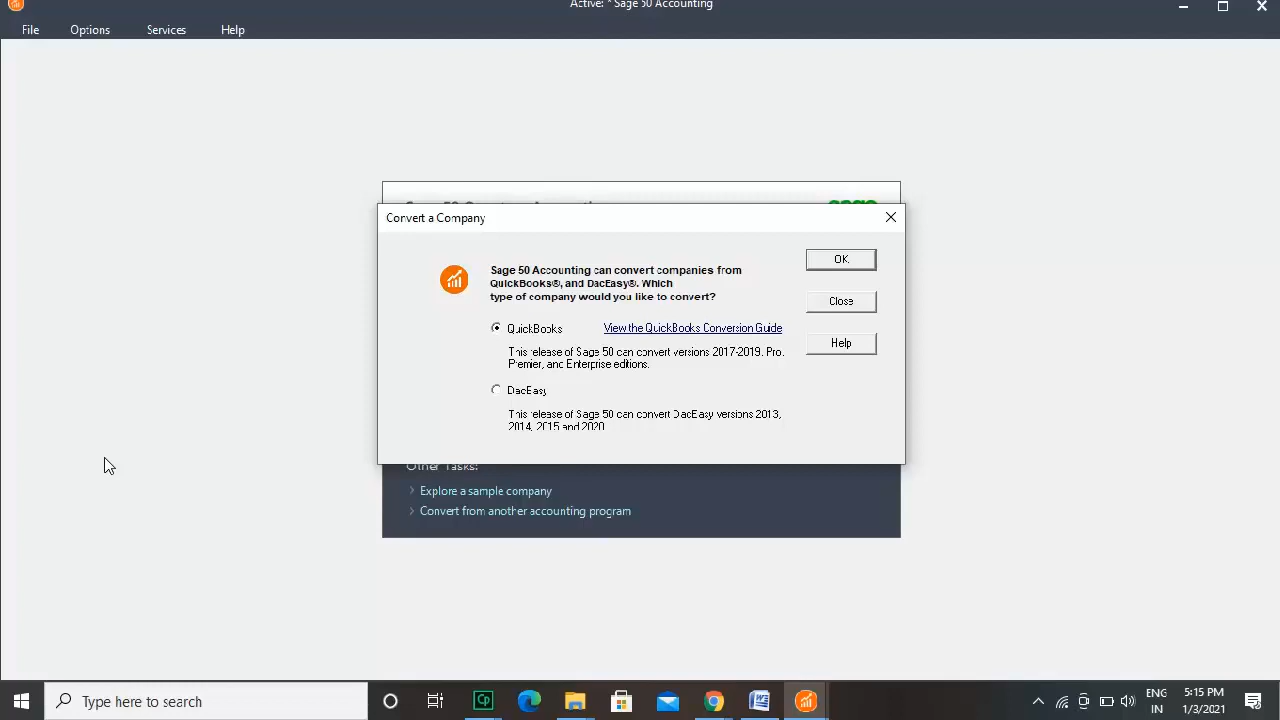 Active: * Sage 50 Accounting
File Options Services Help
Convert a Company
Sage 50 Accounting can convert companies from
QuickBooks®, and DacEasy®. Which
type of company would you like to convert?
OK
Close
Help
QuickBooks View the QuickBooks Conversion Guide
This release of Sage 50 can convert versions 2017-2019. Pro.
Premier, and Enterprise editions.
DacEasy
This release of Sage 50 can convert DacEasy versions 2013,
2014, 2015 and 2020
Other Tasks:
> Explore a sample company
> Convert from another accounting program
Type here to search
Cp
ENG
IN
5:15 PM
1/3/2021